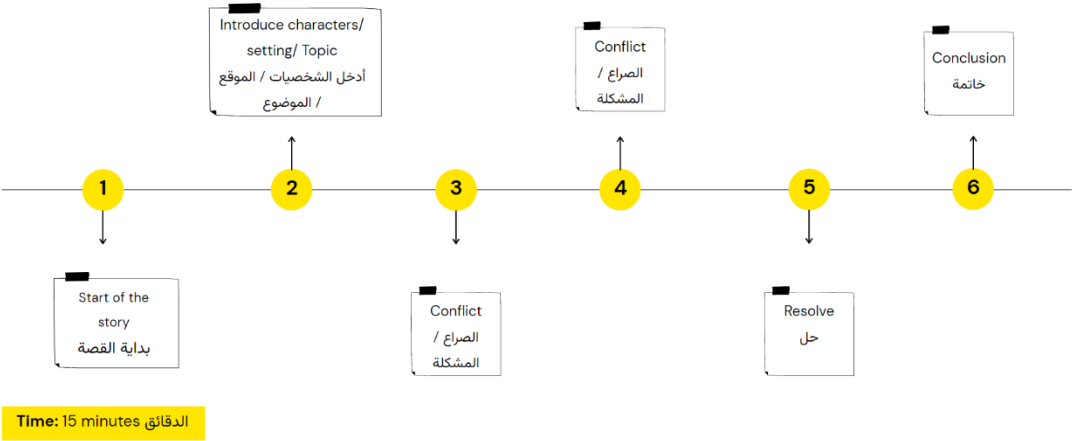 1
Start of the
story
بداية القصة
2
Introduce characters/
setting/ Topic
أدخل الشخصيات / الموقع
/ الموضوع
3
Conflict
الصراع /
المشكلة
4
Conflict
الصراع /
المشكلة
5
Resolve
حل
6
Conclusion
خاتمة
Time: 15 minutes الدقائق